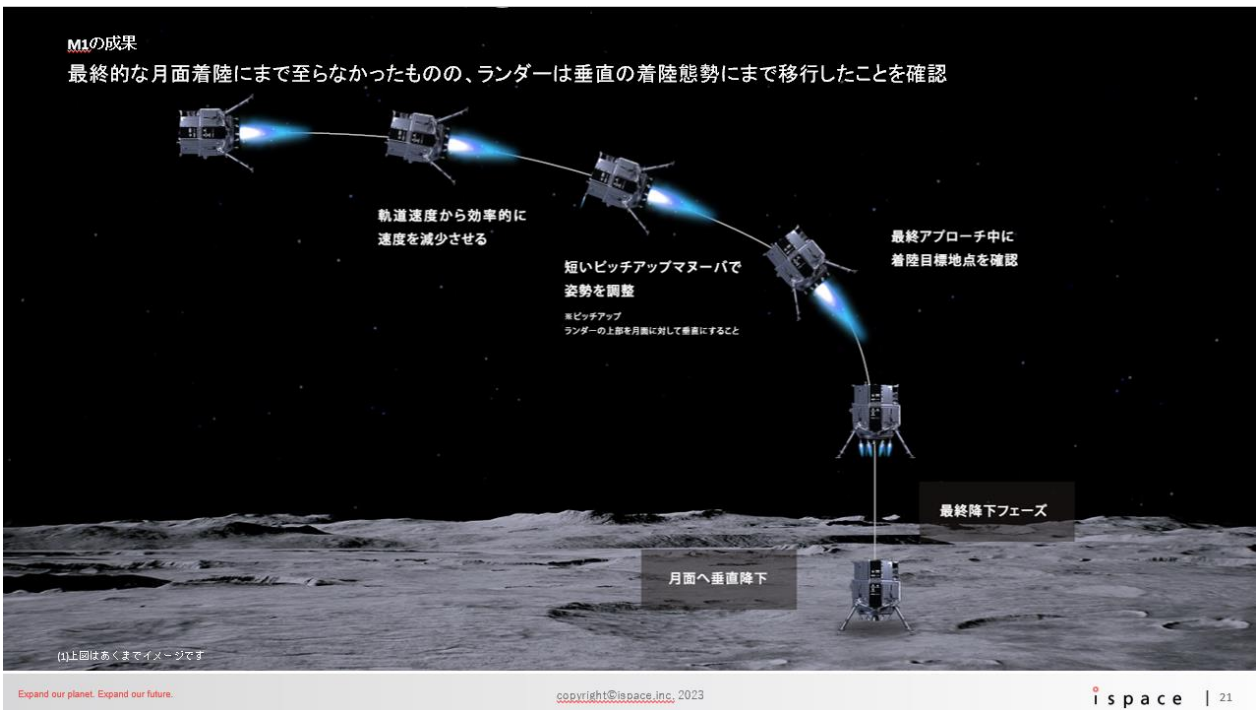 M1の成果
最終的な月面着陸にまで至らなかったものの、ランダーは垂直の着陸態勢にまで移行したことを確認
軌道速度から効率的に
速度を減少させる
短いピッチアップマヌーバで
姿勢を調整
※ピッチアップ
ランダーの上部を月面に対して垂直にすること
最終アプローチ中に
着陸目標地点を確認
最終降下フェーズ
月面へ垂直降下
(1)上図はあくまでイメージです
Expand our planet. Expand our future.
copyright©ispace,inc. 2023
ispace | 21